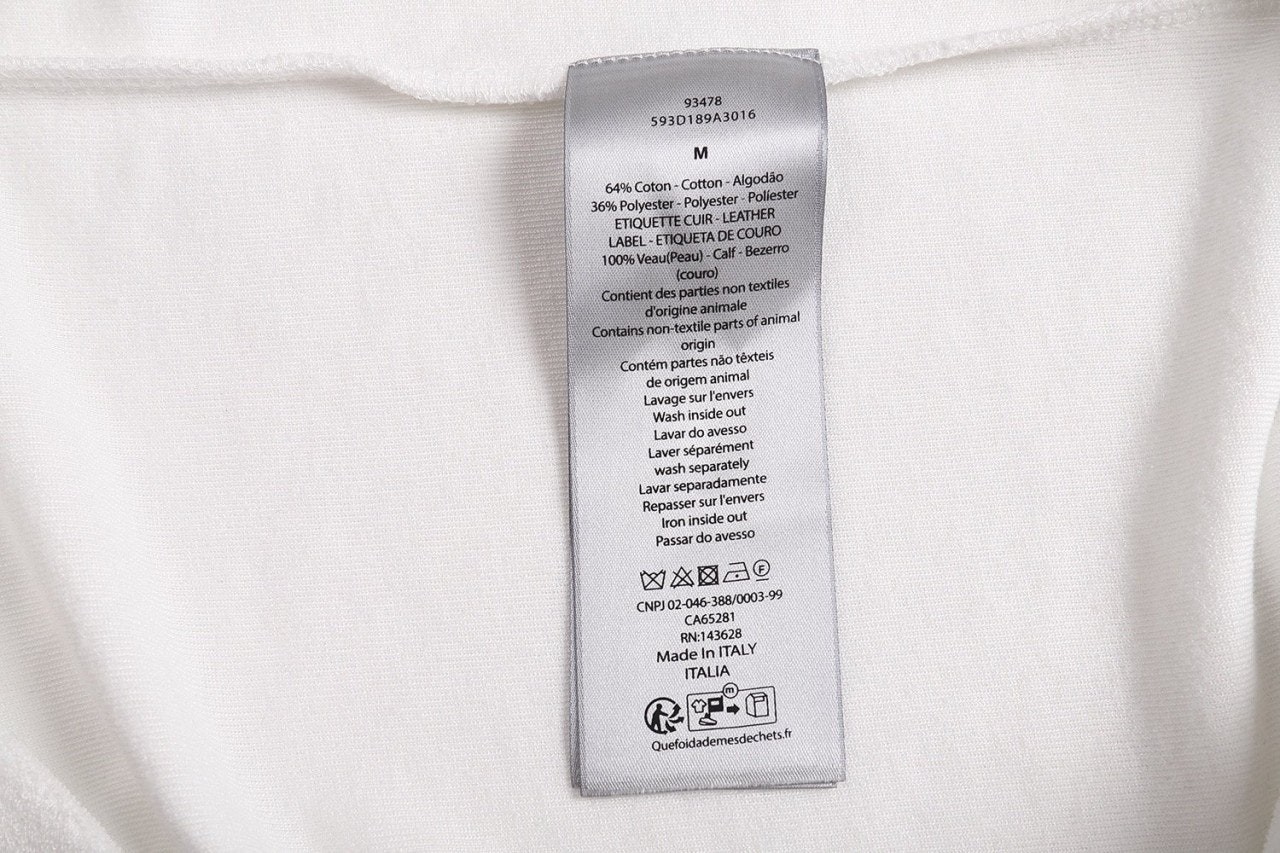 93478
593D189A3016
M
64% Coton - Cotton - Algodão
36% Polyester - Polyester - Políester
ETIQUETTE CUIR - LEATHER
LABEL - ETIQUETA DE COURO
100% Veau(Peau) - Calf - Bezerro
(couro)
Contient des parties non textiles
d'origine animale
Contains non-textile parts of animal
origin
Contém partes não têxteis
de origem animal
Lavage sur l'envers
Wash inside out
Lavar do avesso
Laver séparément
wash separately
Lavar separadamente
Repasser sur l'envers
Iron inside out
Passar do avesso
F
CNPJ 02-046-388/0003-99
CA65281
RN:143628
Made In ITALY
ITALIA
m
Quefoidademesdechets.fr